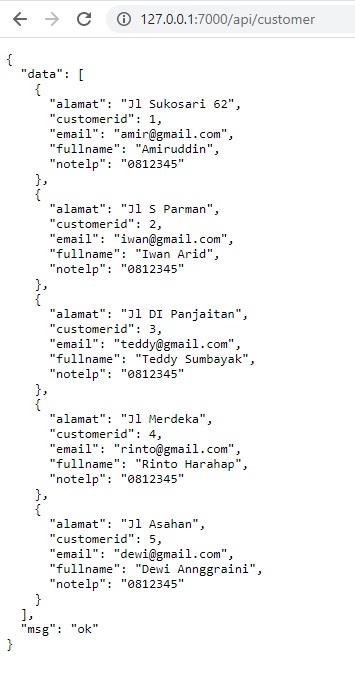 127.0.0.1:7000/api/customer
{
  "data": [
    {
      "alamat": "Jl Sukosari 62",
      "customerid": 1,
      "email": "amir@gmail.com",
      "fullname": "Amiruddin",
      "notelp": "0812345"
    },
    {
      "alamat": "Jl S Parman",
      "customerid": 2,
      "email": "iwan@gmail.com",
      "fullname": "Iwan Arid",
      "notelp": "0812345"
    },
    {
      "alamat": "Jl DI Panjaitan",
      "customerid": 3,
      "email": "teddy@gmail.com",
      "fullname": "Teddy Sumbayak",
      "notelp": "0812345"
    },
    {
      "alamat": "Jl Merdeka",
      "customerid": 4,
      "email": "rinto@gmail.com",
      "fullname": "Rinto Harahap",
      "notelp": "0812345"
    },
    {
      "alamat": "Jl Asahan",
      "customerid": 5,
      "email": "dewi@gmail.com",
      "fullname": "Dewi Annggraini",
      "notelp": "0812345"
    }
  ],
  "msg": "ok"
}